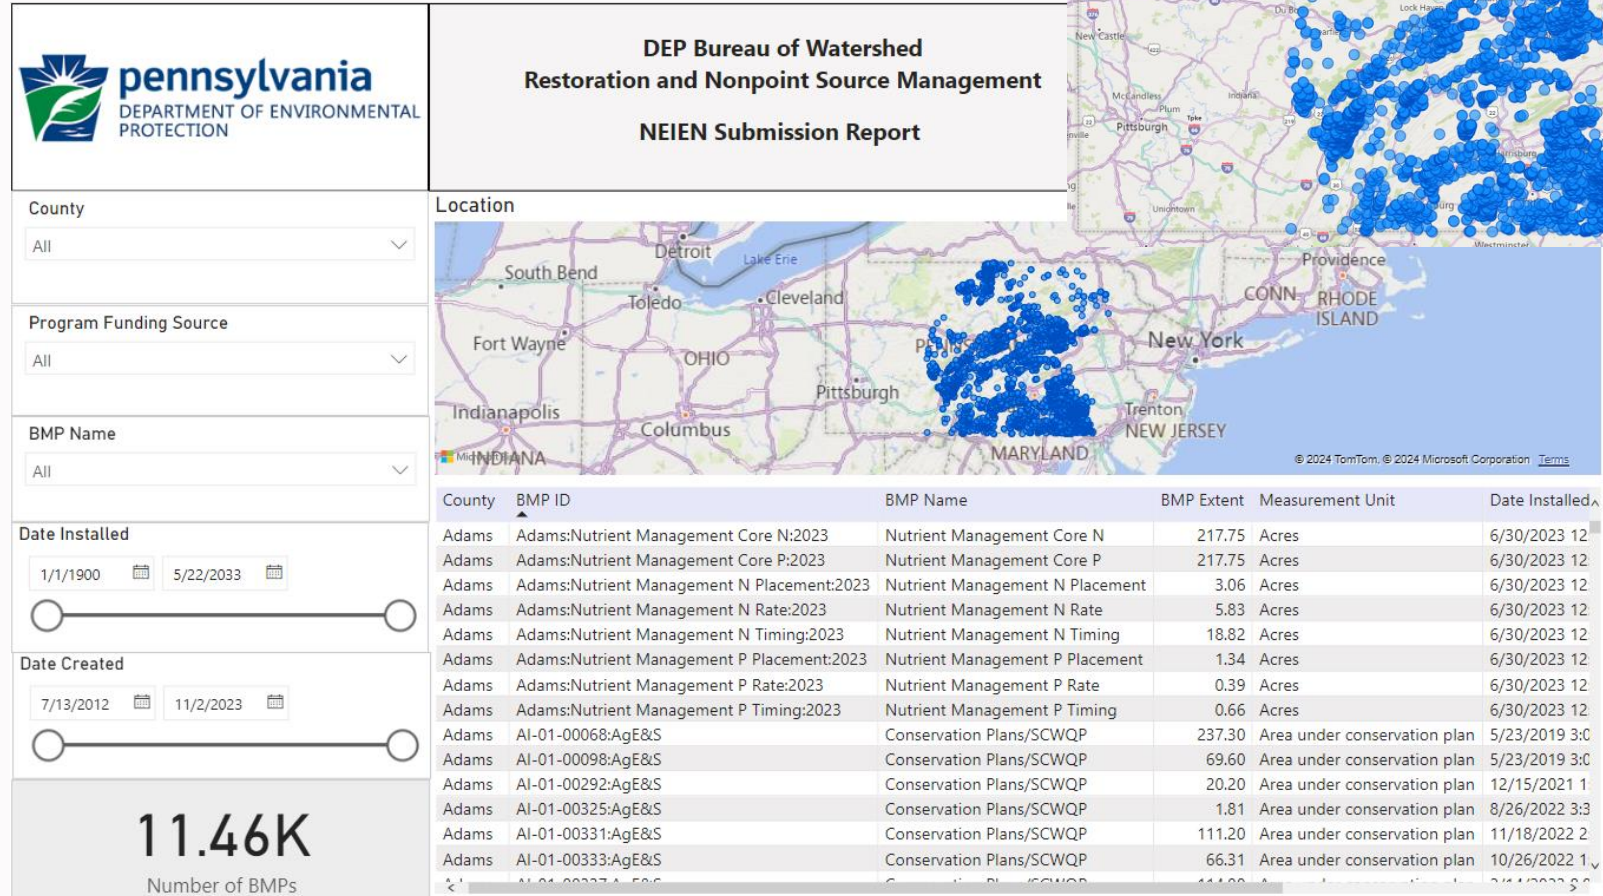 pennsylvania
DEPARTMENT OF ENVIRONMENTAL
PROTECTION
DEP Bureau of Watershed
Restoration and Nonpoint Source Management
NEIEN Submission Report
New Castle
McCandless
Plum
Tpke
Indiana
Pittsburgh
Uniontown
Lock Haven
Westminster
County
All
Program Funding Source
All
BMP Name
All
Date Installed
1/1/1900
5/22/2033
Date Created
7/13/2012
11/2/2023
11.46K
Number of BMPs
Location
Detroit
Lake Erie
South Bend
Toledo
Cleveland
Fort Wayne
OHIO
Pittsburgh
Indianapolis
Columbus
INDIANA
MARYLAND
New York
Trenton
NEW JERSEY
Providence
CONN
RHODE
ISLAND
© 2024 TomTom, © 2024 Microsoft Corporation Terms
County BMP ID BMP Name BMP Extent Measurement Unit Date Installed
Adams Adams:Nutrient Management Core N:2023 Nutrient Management Core N 217.75 Acres 6/30/2023 12:
Adams Adams:Nutrient Management Core P:2023 Nutrient Management Core P 217.75 Acres 6/30/2023 12:
Adams Adams:Nutrient Management N Placement:2023 Nutrient Management N Placement 3.06 Acres 6/30/2023 12:
Adams Adams:Nutrient Management N Rate:2023 Nutrient Management N Rate 5.83 Acres 6/30/2023 12:
Adams Adams:Nutrient Management N Timing:2023 Nutrient Management N Timing 18.82 Acres 6/30/2023 12:
Adams Adams:Nutrient Management P Placement:2023 Nutrient Management P Placement 1.34 Acres 6/30/2023 12:
Adams Adams:Nutrient Management P Rate:2023 Nutrient Management P Rate 0.39 Acres 6/30/2023 12:
Adams Adams:Nutrient Management P Timing:2023 Nutrient Management P Timing 0.66 Acres 6/30/2023 12:
Adams AI-01-00068:AgE&S Conservation Plans/SCWQP 237.30 Area under conservation plan 5/23/2019 3:0
Adams AI-01-00098:AgE&S Conservation Plans/SCWQP 69.60 Area under conservation plan 5/23/2019 3:0
Adams AI-01-00292:AgE&S Conservation Plans/SCWQP 20.20 Area under conservation plan 12/15/2021 1:
Adams AI-01-00325:AgE&S Conservation Plans/SCWQP 1.81 Area under conservation plan 8/26/2022 3:3
Adams AI-01-00331:AgE&S Conservation Plans/SCWQP 111.20 Area under conservation plan 11/18/2022 2:
Adams AI-01-00333:AgE&S Conservation Plans/SCWQP 66.31 Area under conservation plan 10/26/2022 1